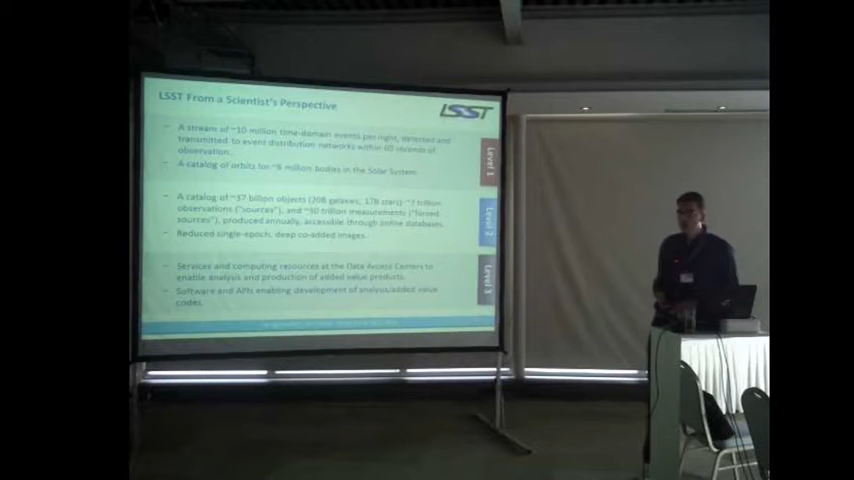 LSST From a Scientist's Perspective
LSST
– A stream of ~10 million time-domain events per night, detected and
transmitted to event distribution networks within 60 seconds of
observation.
– A catalog of orbits for ~6 million bodies in the Solar System.
Level 1
– A catalog of ~37 billion objects (20B galaxies, 17B stars), ~7 trillion
observations ("sources"), and ~30 trillion measurements ("forced
sources"), produced annually, accessible through online databases.
– Reduced single-epoch, deep co-added images.
Level 2
– Services and computing resources at the Data Access Centers to
enable analysis and production of added value products.
– Software and APIs enabling development of analysis/added value
codes.
Level 3